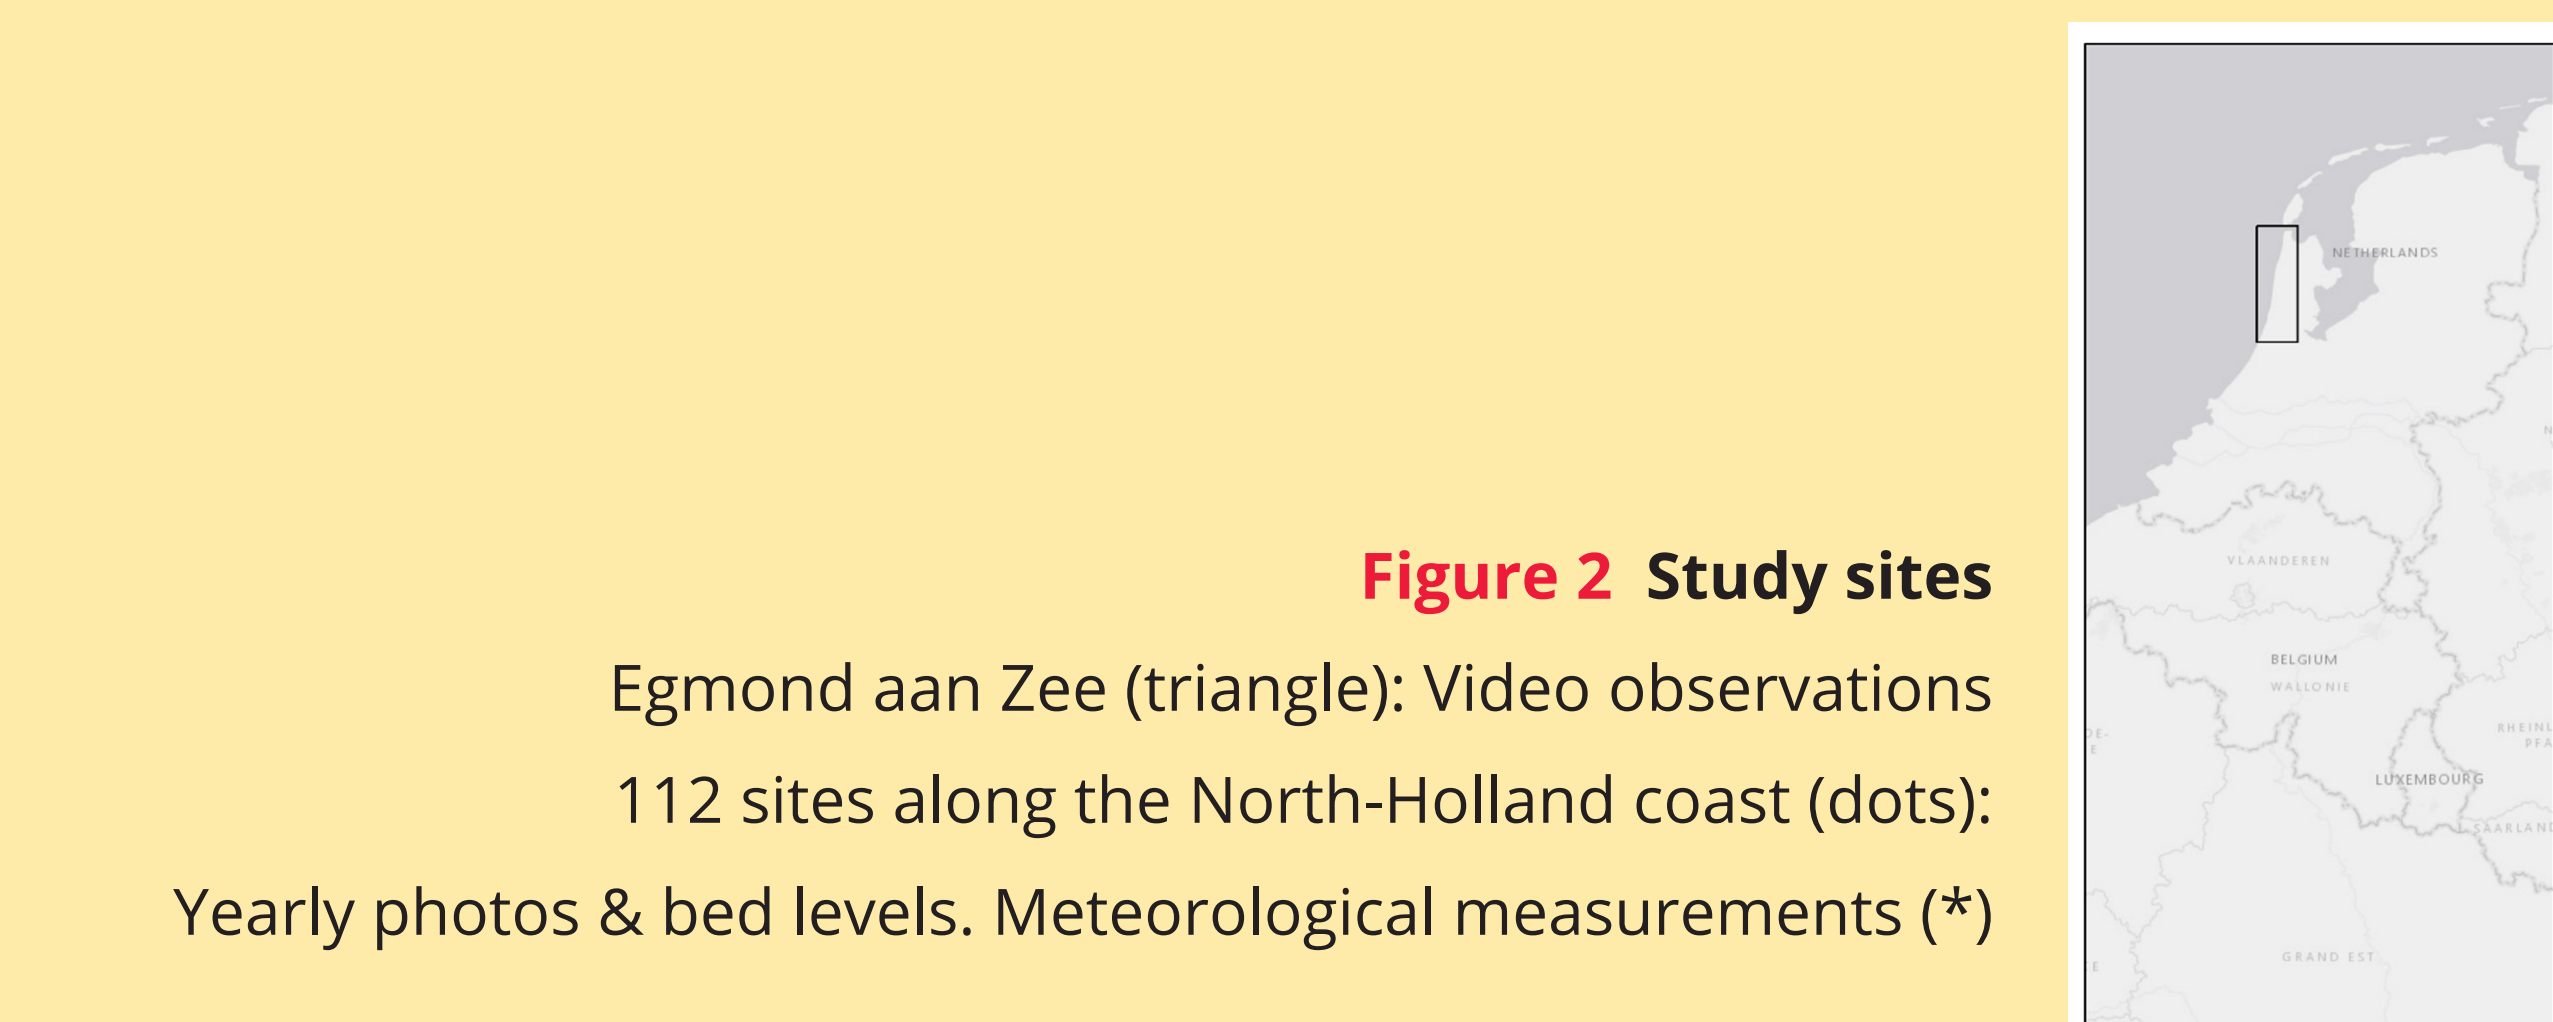 Figure 2 Study sites
Egmond aan Zee (triangle): Video observations
112 sites along the North-Holland coast (dots):
Yearly photos & bed levels. Meteorological measurements (*)
NETHERLANDS
VLAANDEREN
BELGIUM
WALLONIE
LUXEMBOURG
SAARLAND
GRAND EST